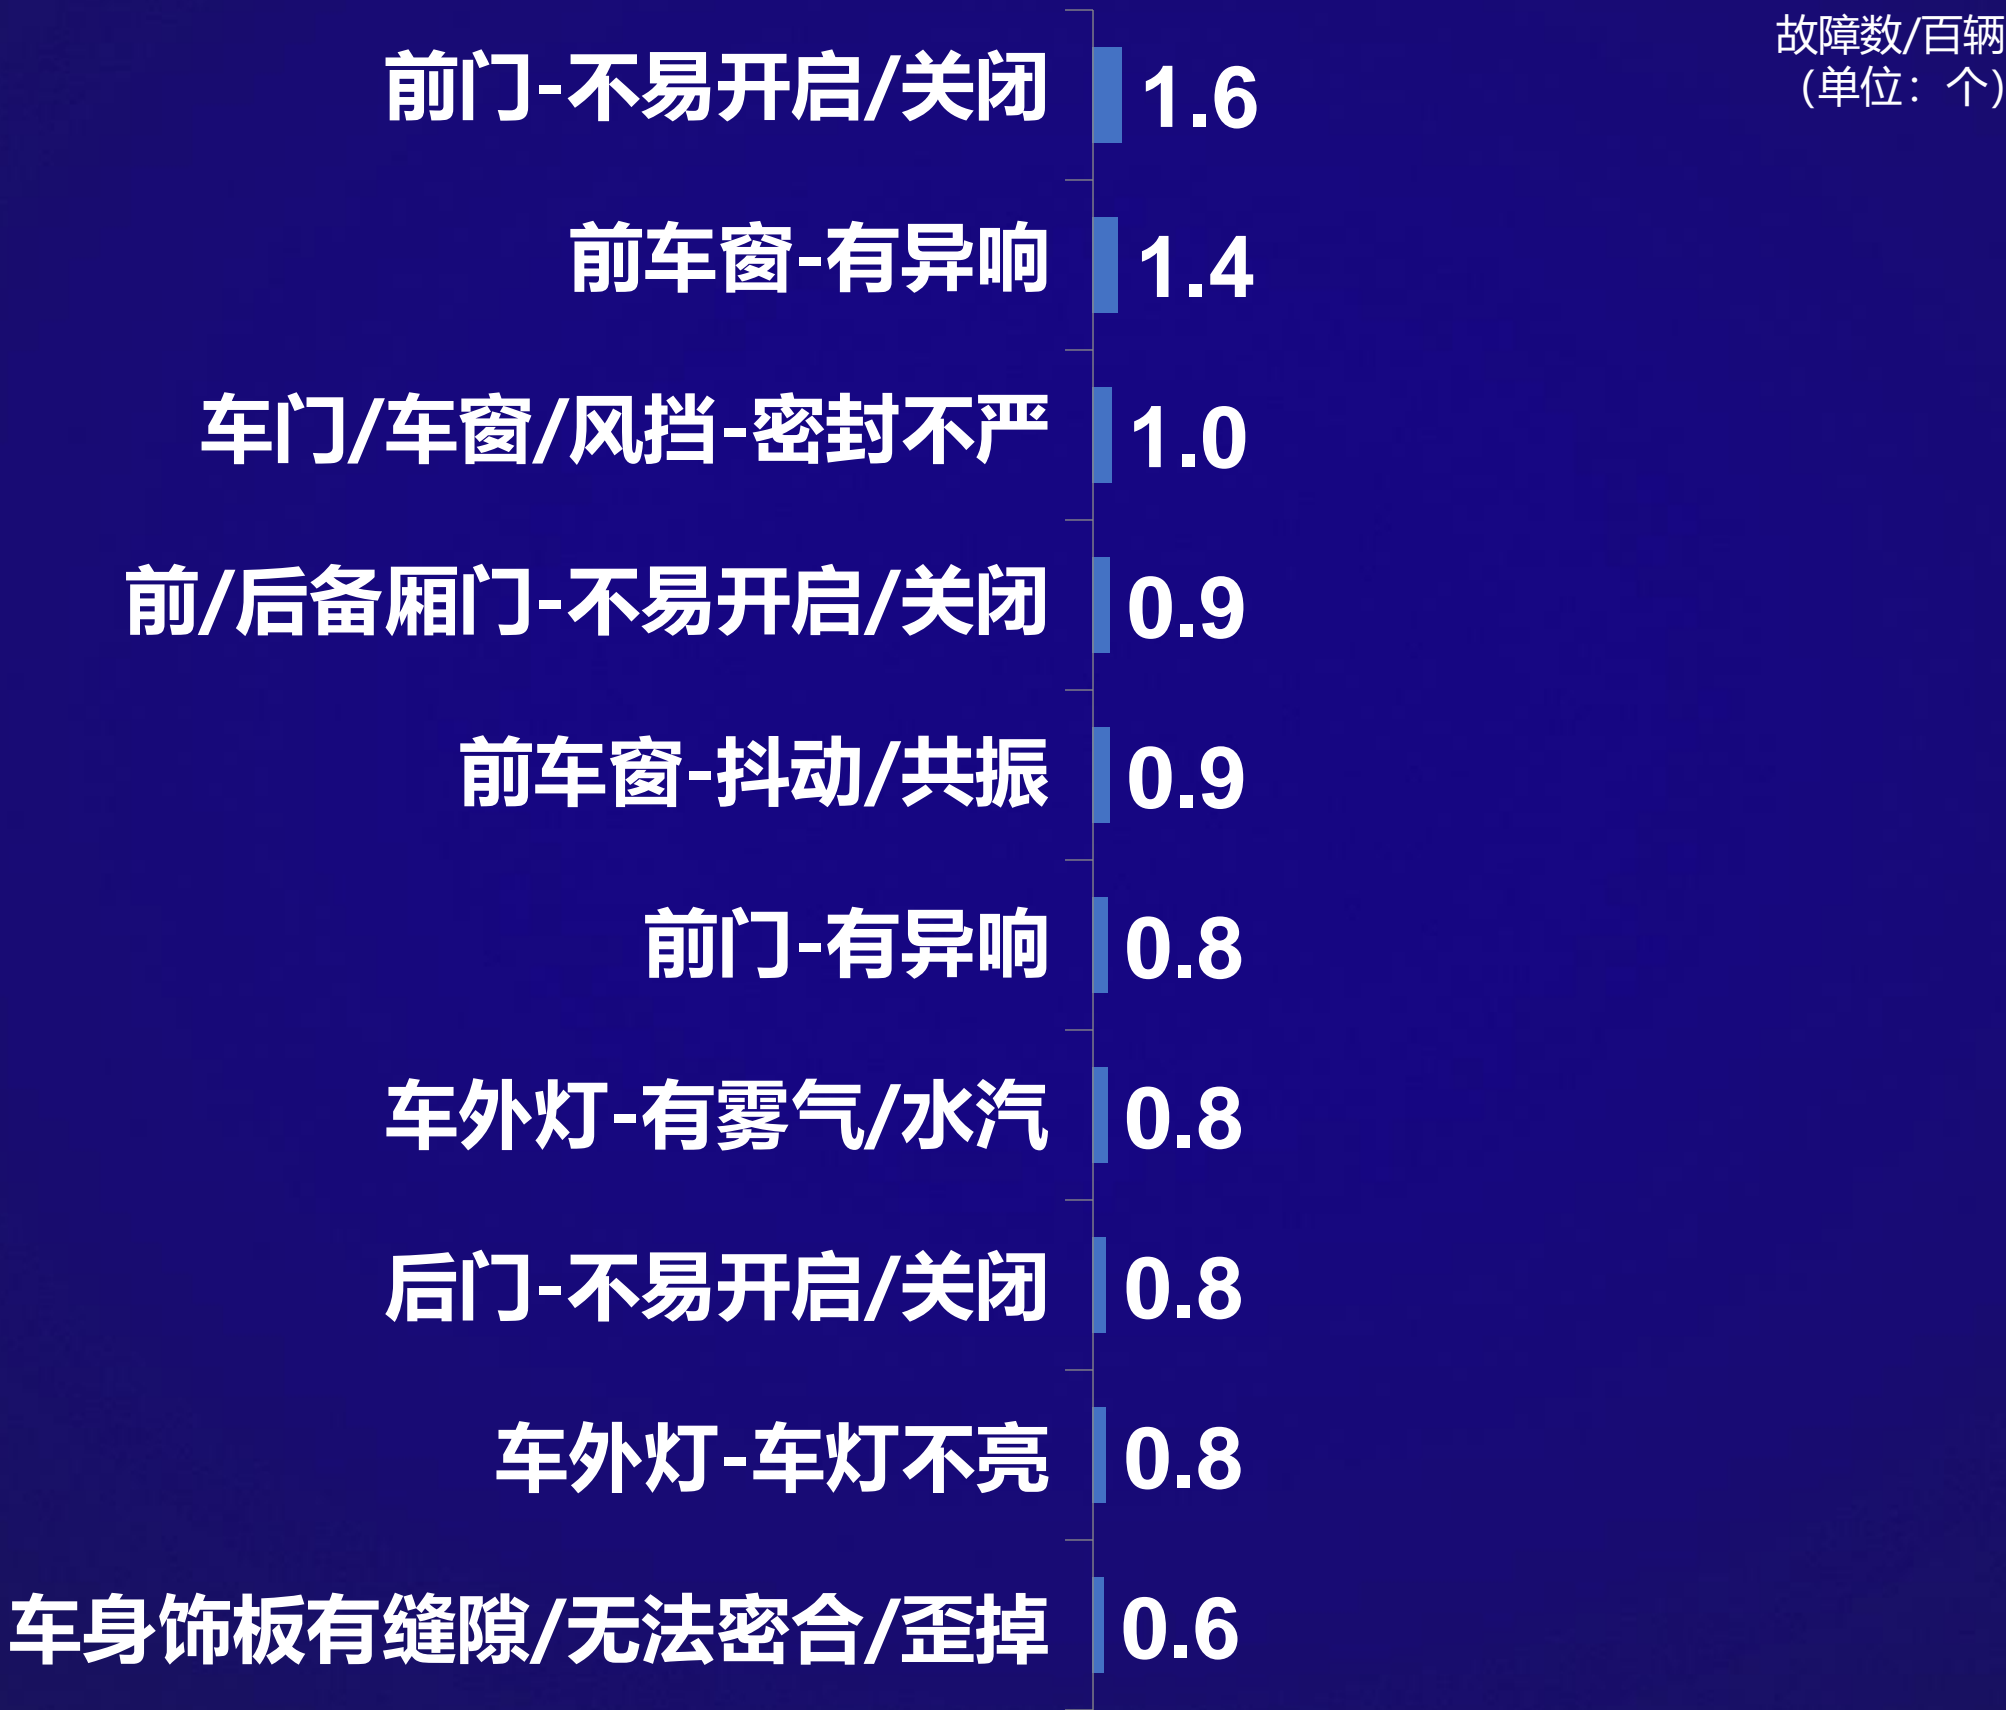 故障数/百辆
（单位：个）
前门-不易开启/关闭 1.6
前车窗-有异响 1.4
车门/车窗/风挡-密封不严 1.0
前/后备厢门-不易开启/关闭 0.9
前车窗-抖动/共振 0.9
前门-有异响 0.8
车外灯-有雾气/水汽 0.8
后门-不易开启/关闭 0.8
车外灯-车灯不亮 0.8
车身饰板有缝隙/无法密合/歪掉 0.6